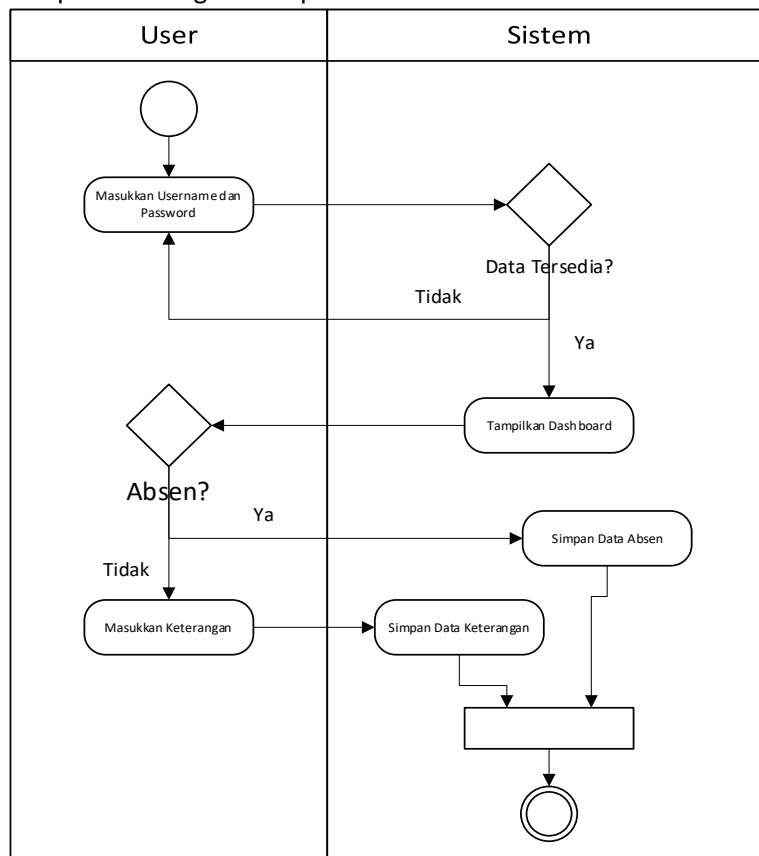 User
Sistem
Masukkan Username dan
Password
Data Tersedia?
Tidak
Ya
Tampilkan Dashboard
Absen?
Ya
Simpan Data Absen
Tidak
Masukkan Keterangan
Simpan Data Keterangan